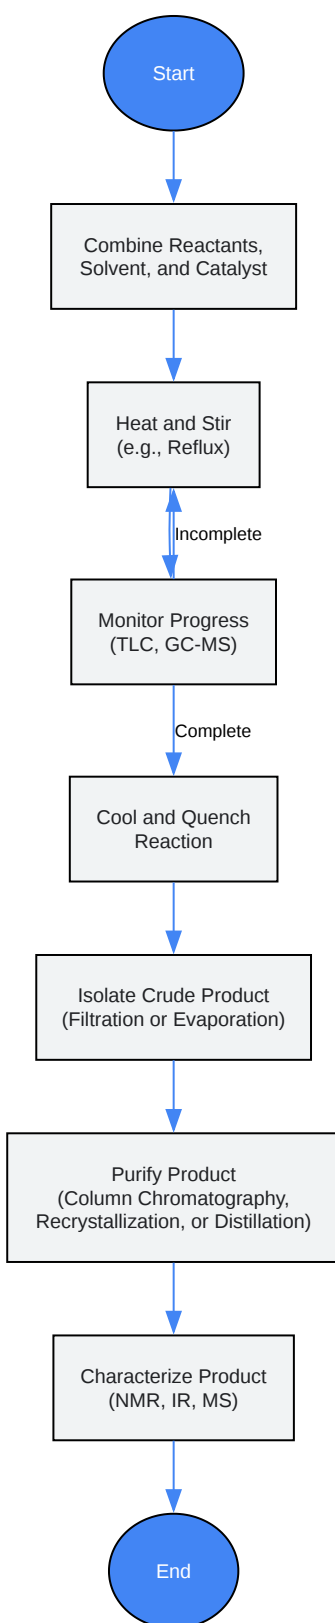 Start
Combine Reactants,
Solvent, and Catalyst
Heat and Stir
(e.g., Reflux)
Incomplete
Monitor Progress
(TLC, GC-MS)
Complete
Cool and Quench
Reaction
Isolate Crude Product
(Filtration or Evaporation)
Purify Product
(Column Chromatography,
Recrystallization, or Distillation)
Characterize Product
(NMR, IR, MS)
End